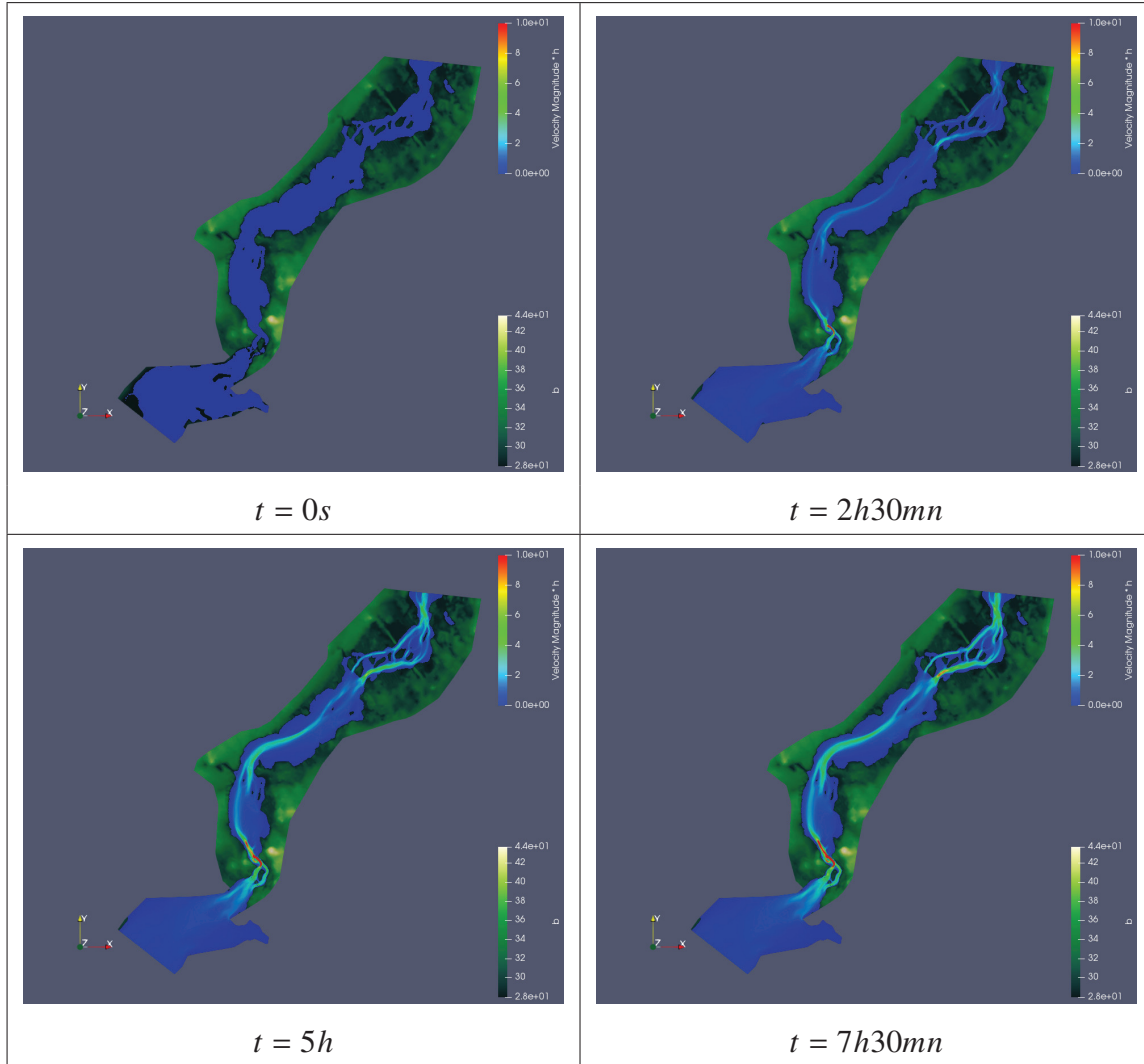 1.0e+01
8
6
4
2
0.0e+00
Velocity Magnitude * h
4.4e+01
42
40
38
36
34
32
30
2.8e+01
b
Y
Z
X
t = 0s
1.0e+01
8
6
4
2
0.0e+00
Velocity Magnitude * h
4.4e+01
42
40
38
36
34
32
30
2.8e+01
b
Y
Z
X
t = 2h30mn
1.0e+01
8
6
4
2
0.0e+00
Velocity Magnitude * h
4.4e+01
42
40
38
36
34
32
30
2.8e+01
b
Y
Z
X
t = 5h
1.0e+01
8
6
4
2
0.0e+00
Velocity Magnitude * h
4.4e+01
42
40
38
36
34
32
30
2.8e+01
b
Y
Z
X
t = 7h30mn